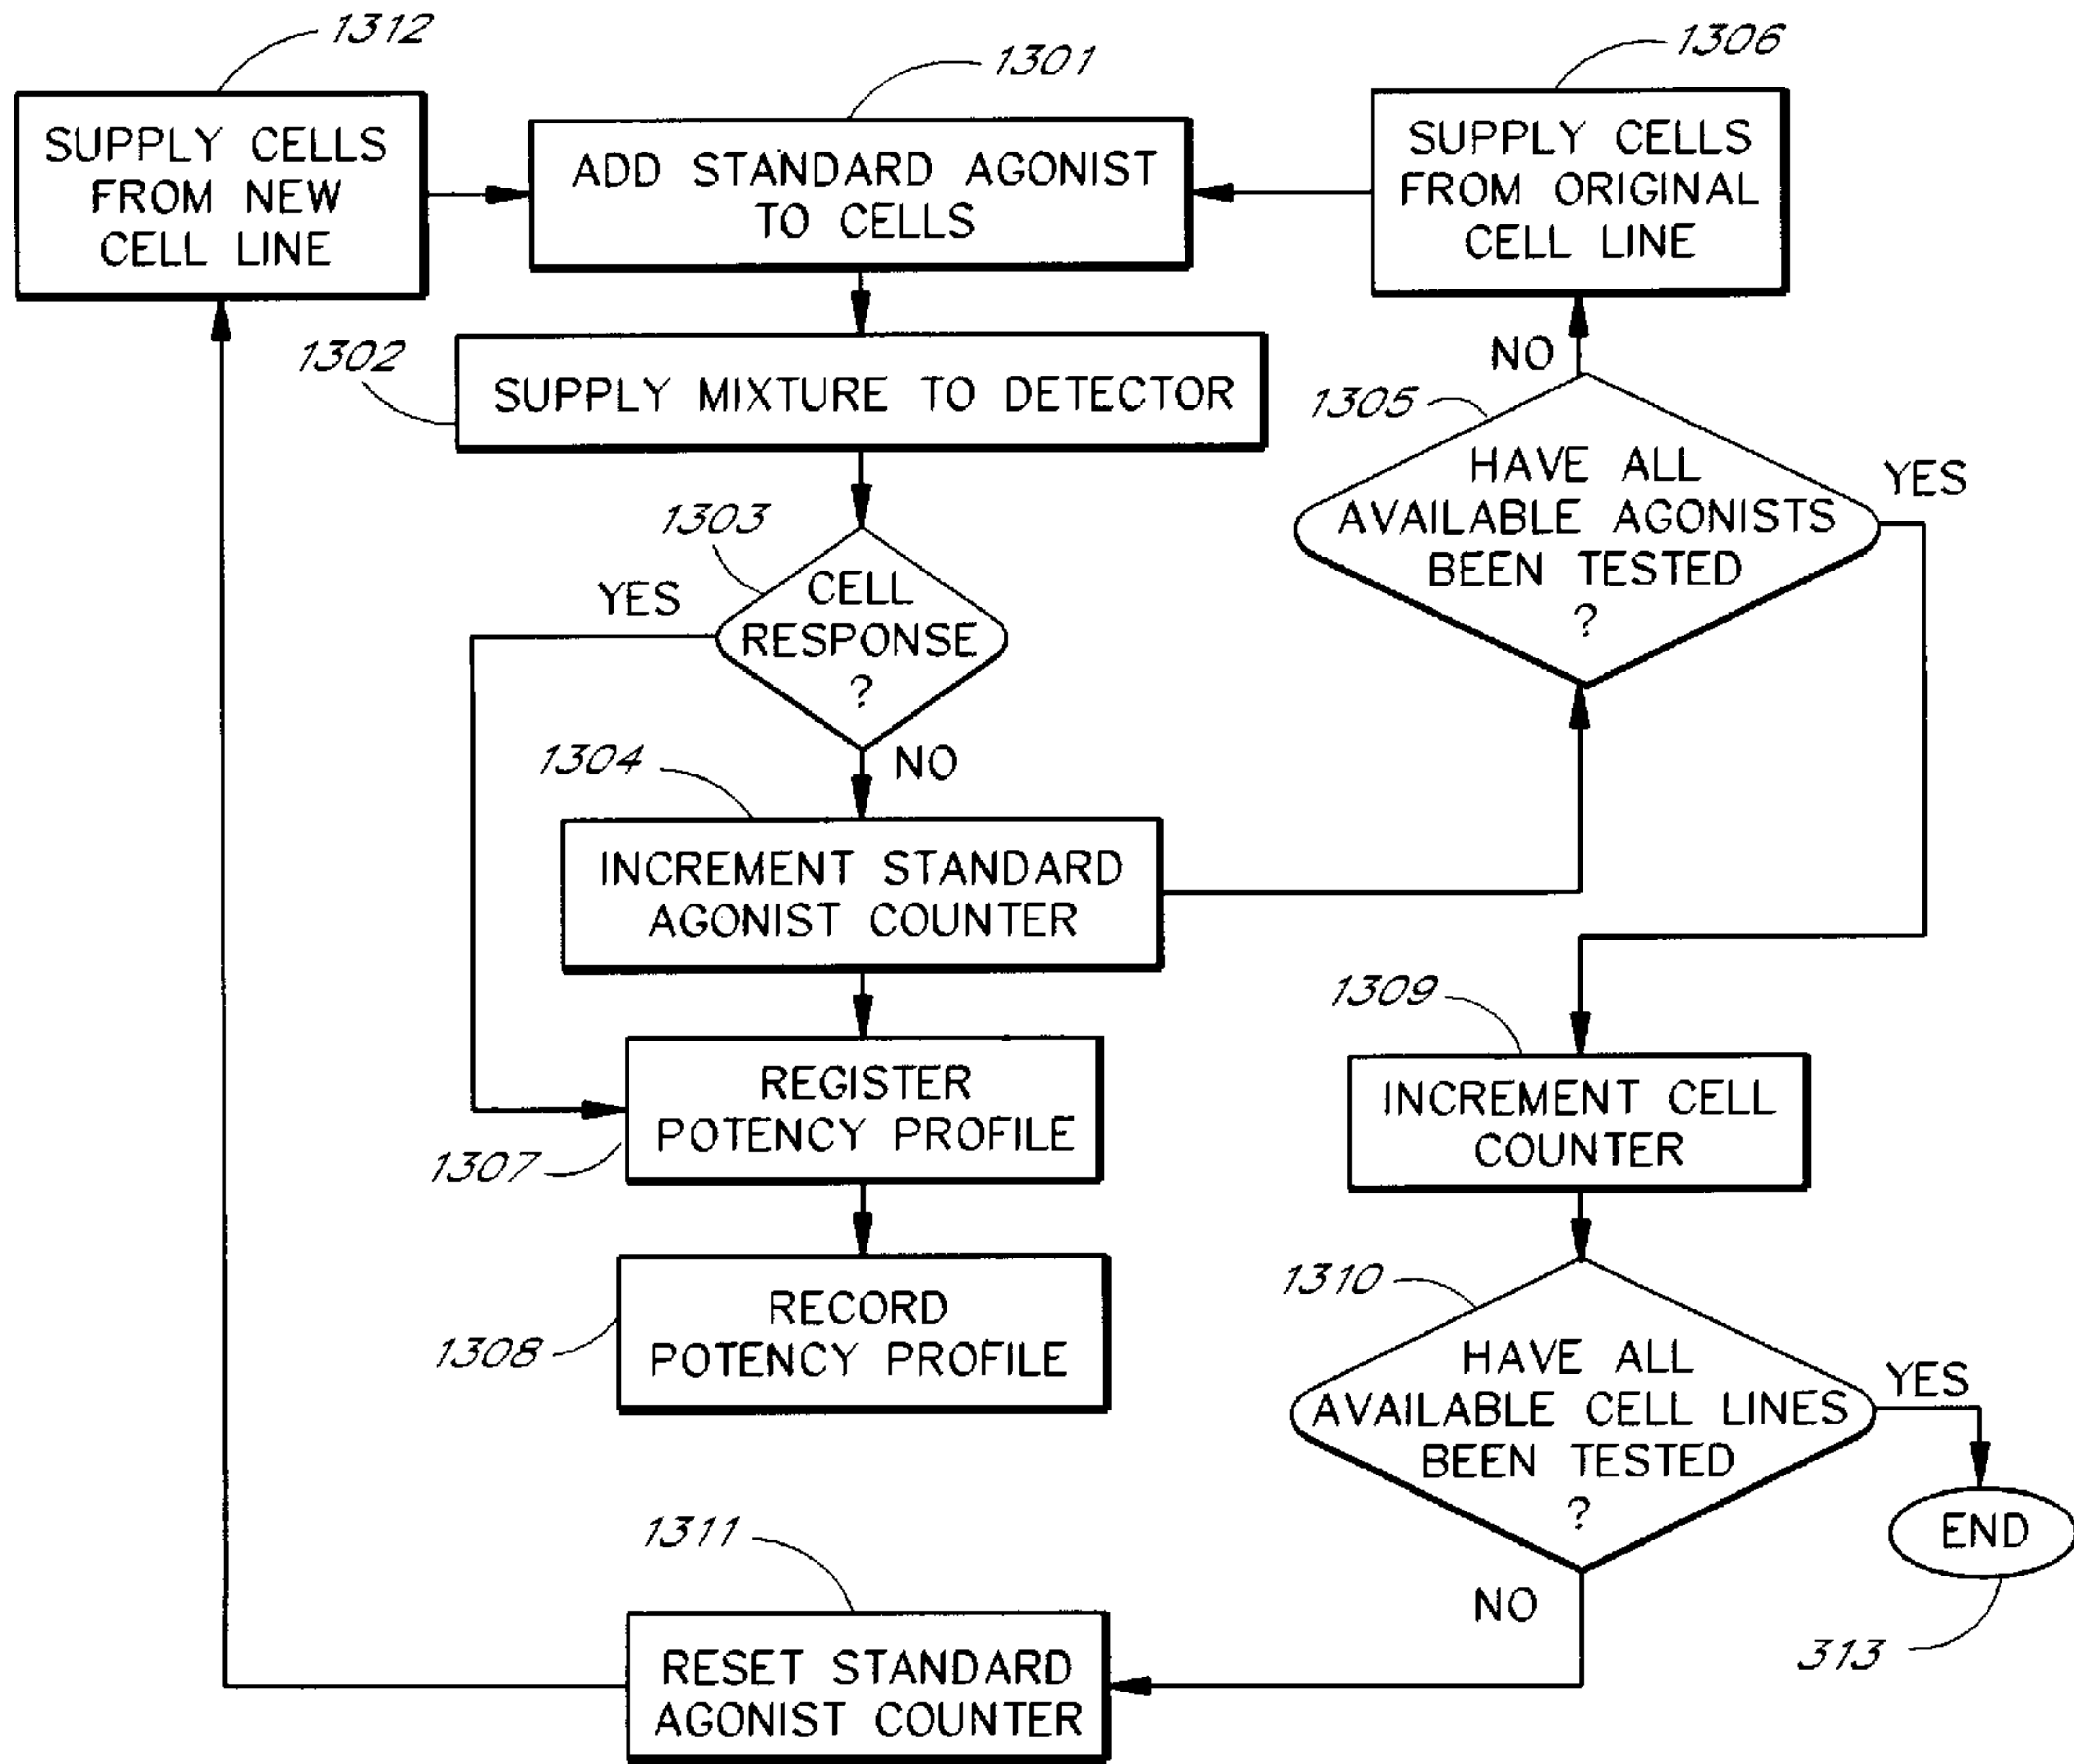 1312
SUPPLY CELLS
FROM NEW
CELL LINE
1301
ADD STANDARD AGONIST
TO CELLS
1306
SUPPLY CELLS
FROM ORIGINAL
CELL LINE
1302
SUPPLY MIXTURE TO DETECTOR
NO
1305
HAVE ALL
AVAILABLE AGONISTS
BEEN TESTED
?
YES
1303
YES
CELL
RESPONSE
?
NO
1304
INCREMENT STANDARD
AGONIST COUNTER
1307
REGISTER
POTENCY PROFILE
1308
RECORD
POTENCY PROFILE
1309
INCREMENT CELL
COUNTER
1310
HAVE ALL
AVAILABLE CELL LINES
BEEN TESTED
?
YES
END
313
NO
1311
RESET STANDARD
AGONIST COUNTER